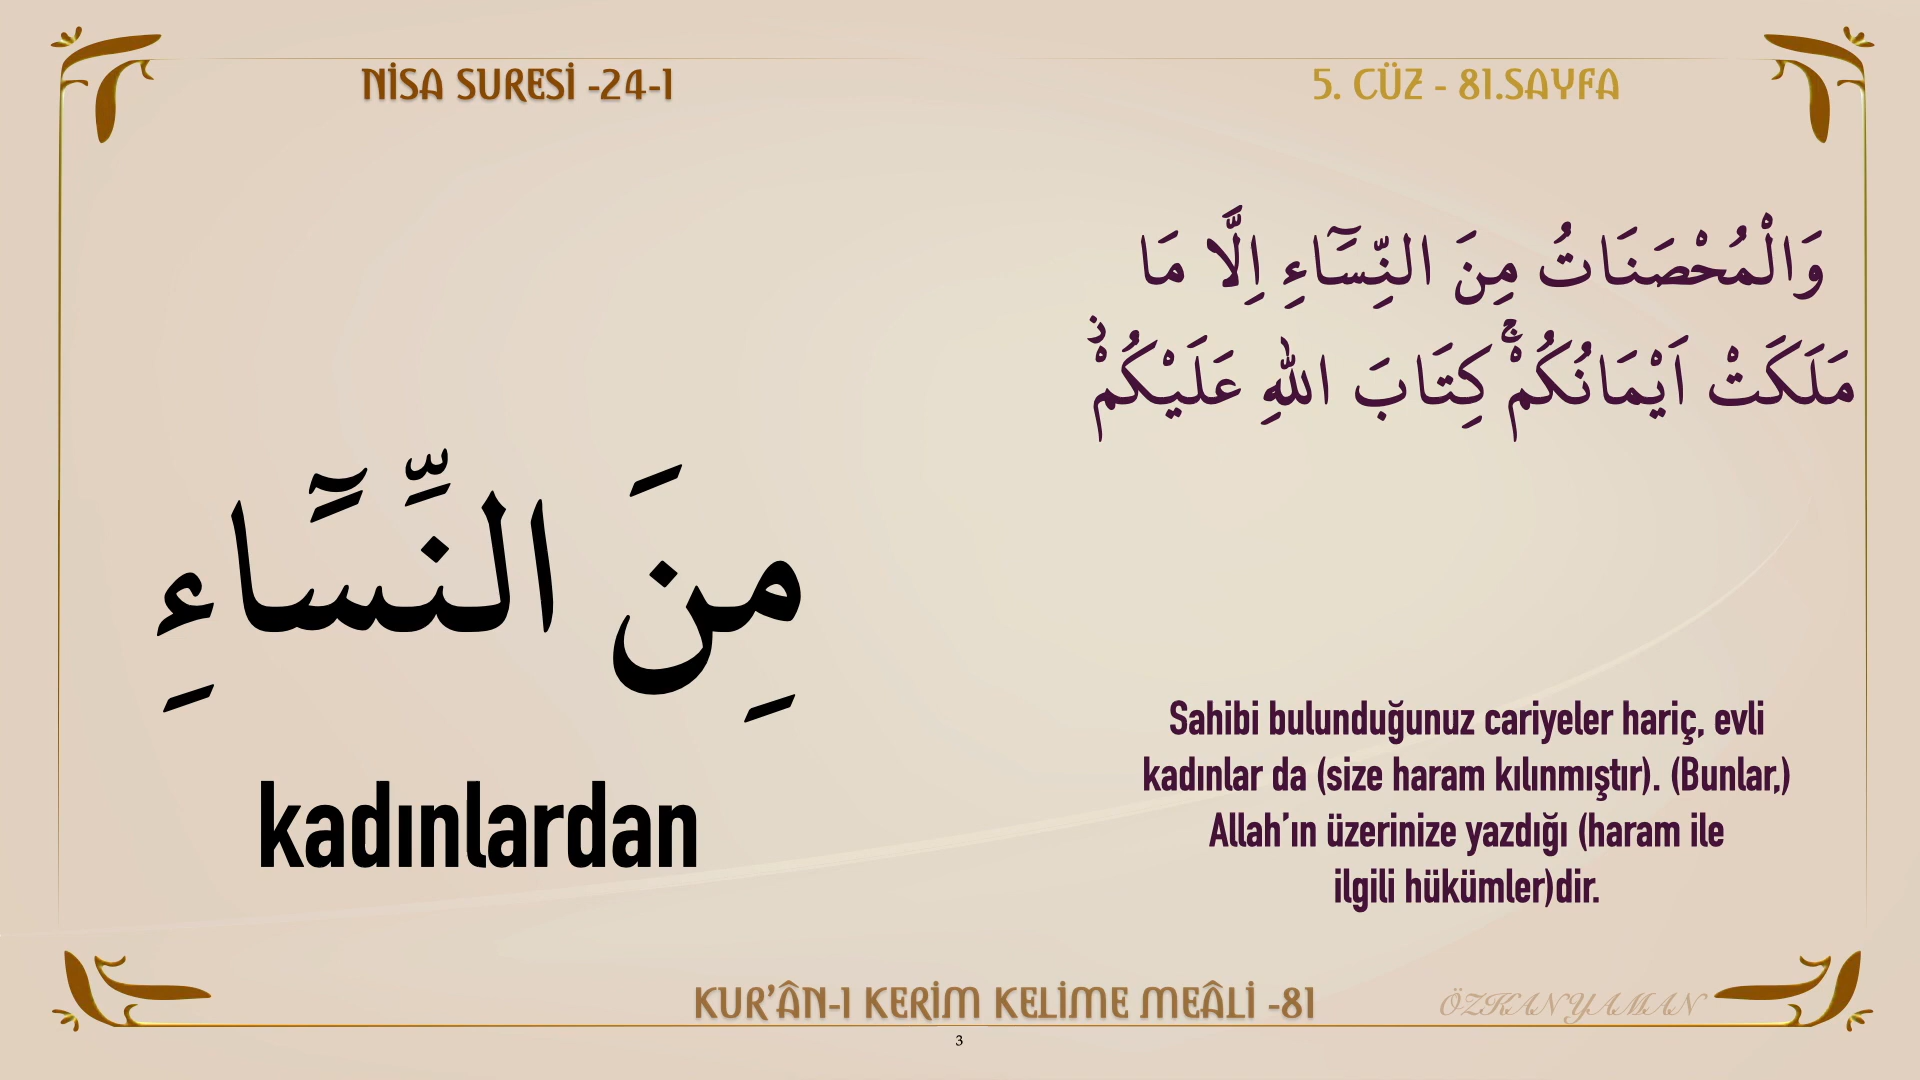 NİSA SURESİ -24-1
5. CÜZ - 81.SAYFA
وَالْمُحْصَنَاتُ مِنَ النِّسَٓاءِ اِلَّا مَا
مَلَكَتْ اَيْمَانُكُمْۚ كِتَابَ اللّٰهِ عَلَيْكُمْۘ
مِنَ النِّسَٓاءِ
kadınlardan
Sahibi bulunduğunuz cariyeler hariç, evli
kadınlar da (size haram kılınmıştır). (Bunlar,)
Allah’ın üzerinize yazdığı (haram ile
ilgili hükümler)dir.
KUR’ÂN-I KERİM KELİME MEÂLİ -81
ÖZKAN YAMAN
3